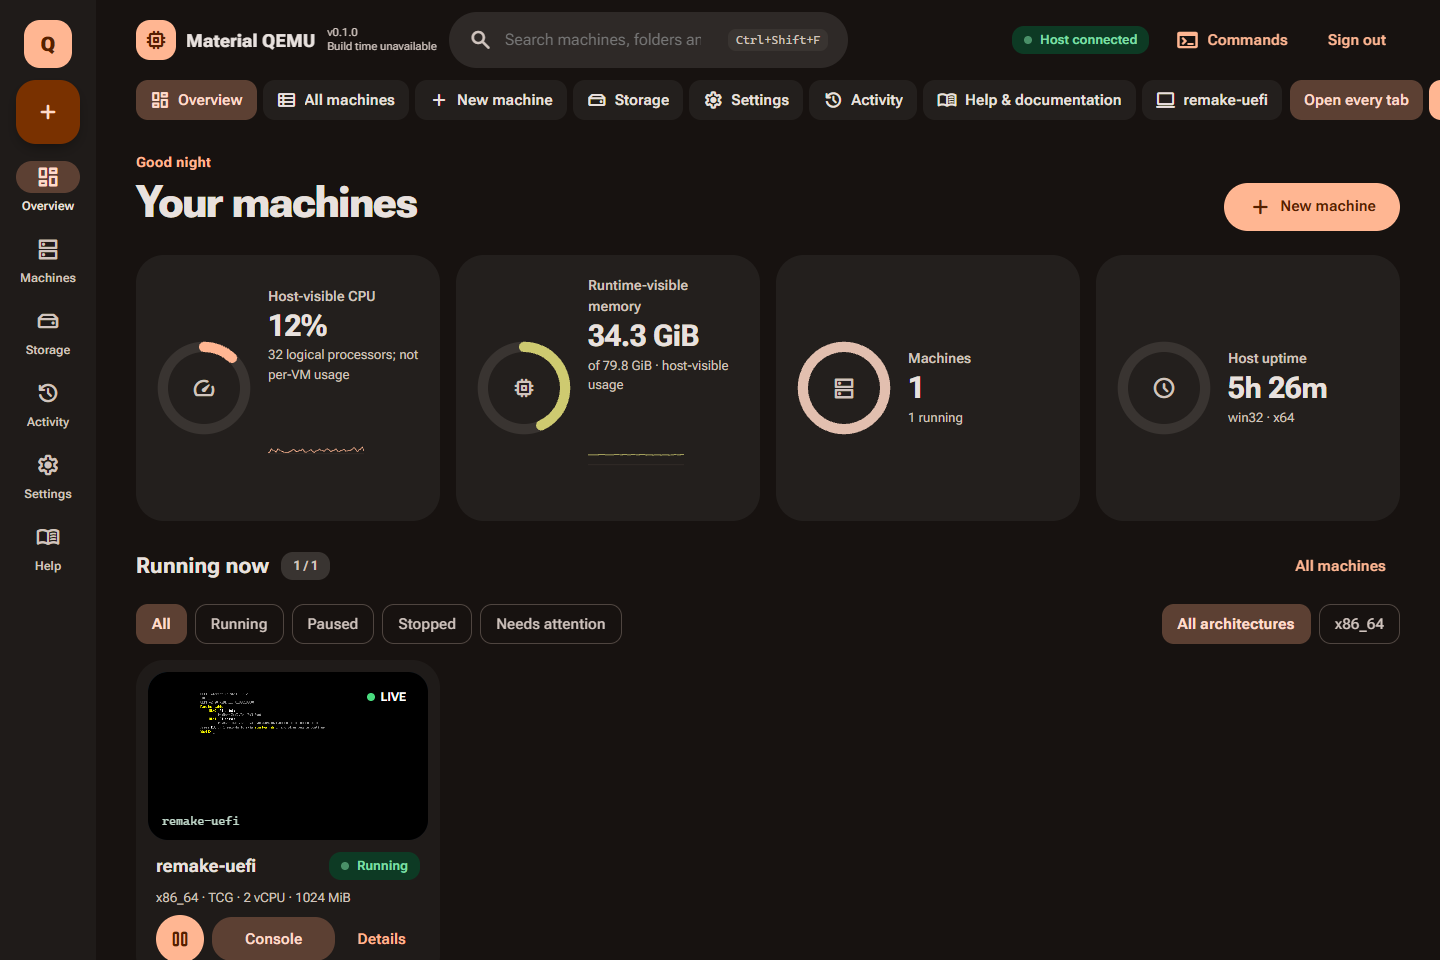 Q
Material QEMU
v0.1.0
Build time unavailable
Search machines, folders an
Ctrl+Shift+F
Host connected
Commands
Sign out
Overview
All machines
New machine
Storage
Settings
Activity
Help & documentation
remake-uefi
Open every tab
Overview
Machines
Storage
Activity
Settings
Help
Good night
Your machines
New machine
Host-visible CPU
12%
32 logical processors; not
per-VM usage
Runtime-visible
memory
34.3 GiB
of 79.8 GiB · host-visible
usage
Machines
1
1 running
Host uptime
5h 26m
win32 · x64
Running now
1 / 1
All machines
All
Running
Paused
Stopped
Needs attention
All architectures
x86_64
LIVE
remake-uefi
remake-uefi
Running
x86_64 · TCG · 2 vCPU · 1024 MiB
Console
Details